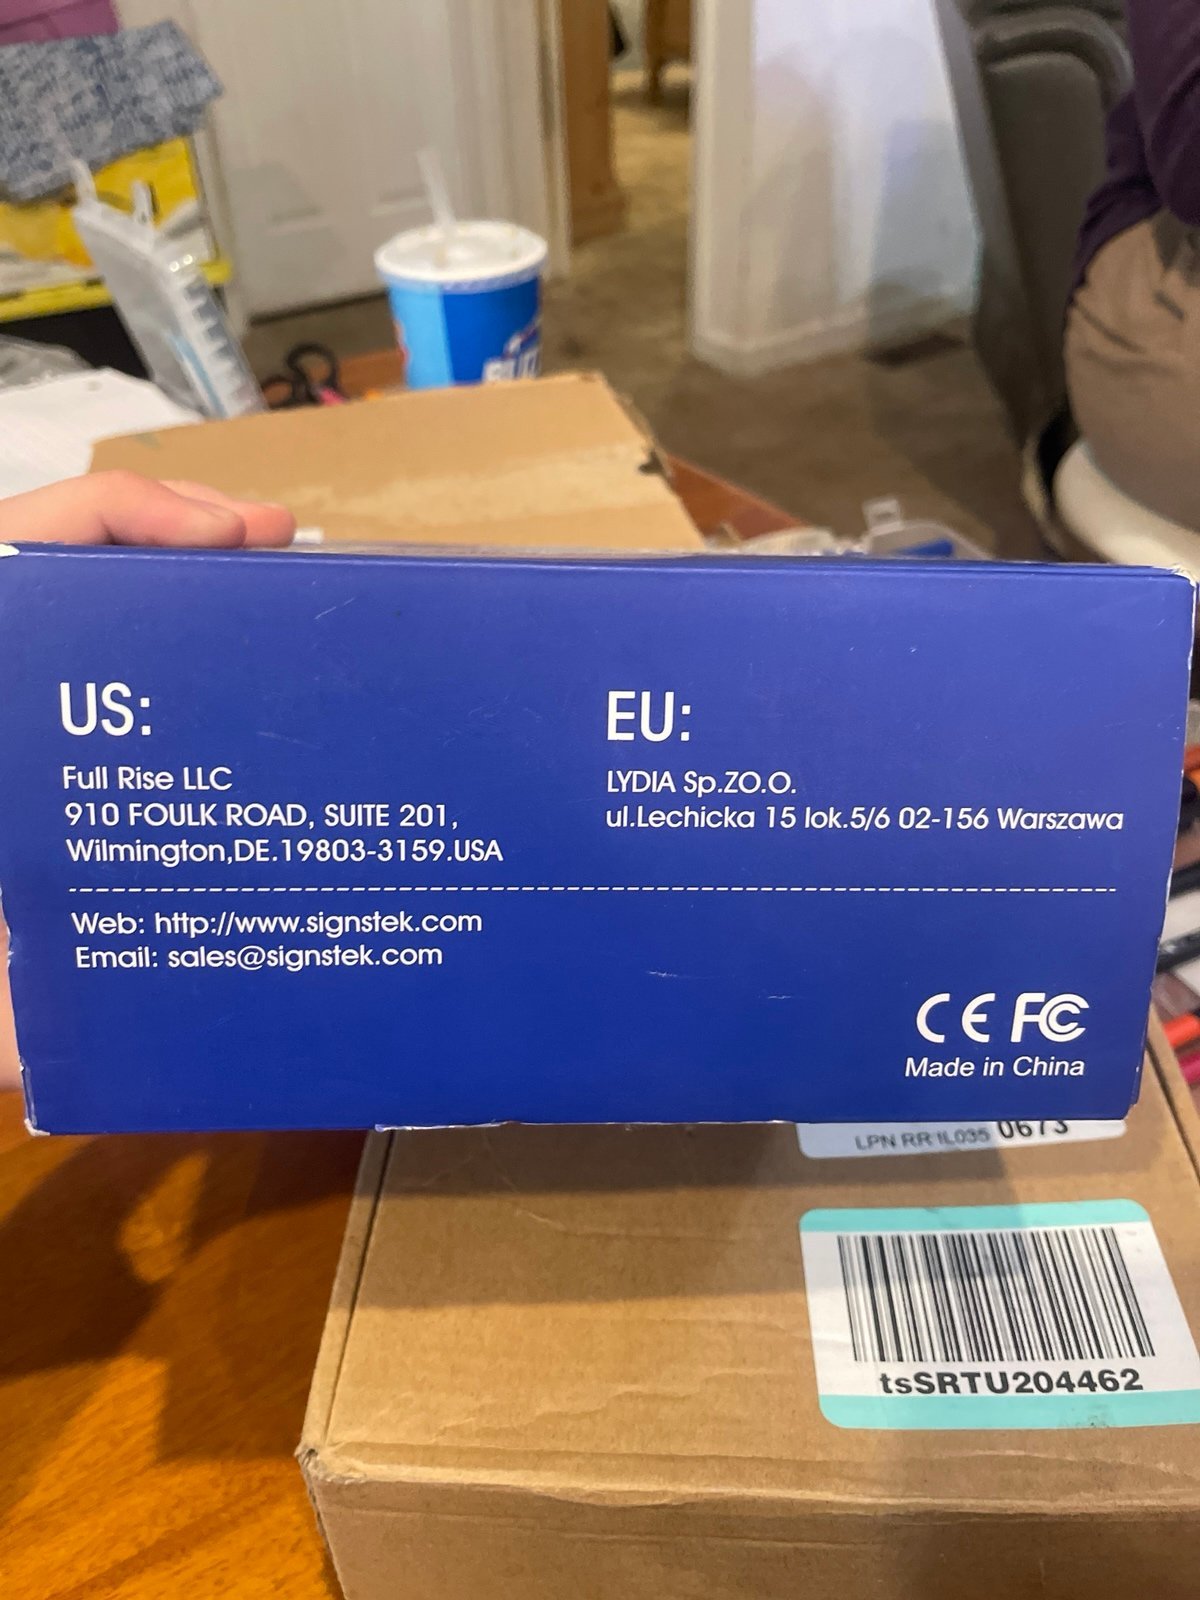 US:
Full Rise LLC
910 FOULK ROAD, SUITE 201,
Wilmington,DE.19803-3159.USA
EU:
LYDIA Sp.ZO.O.
ul.Lechicka 15 lok.5/6 02-156 Warszawa
Web: http://www.signstek.com
Email: sales@signstek.com
CE FC
Made in China
LPN RR IL035 0673
tsSRTU204462